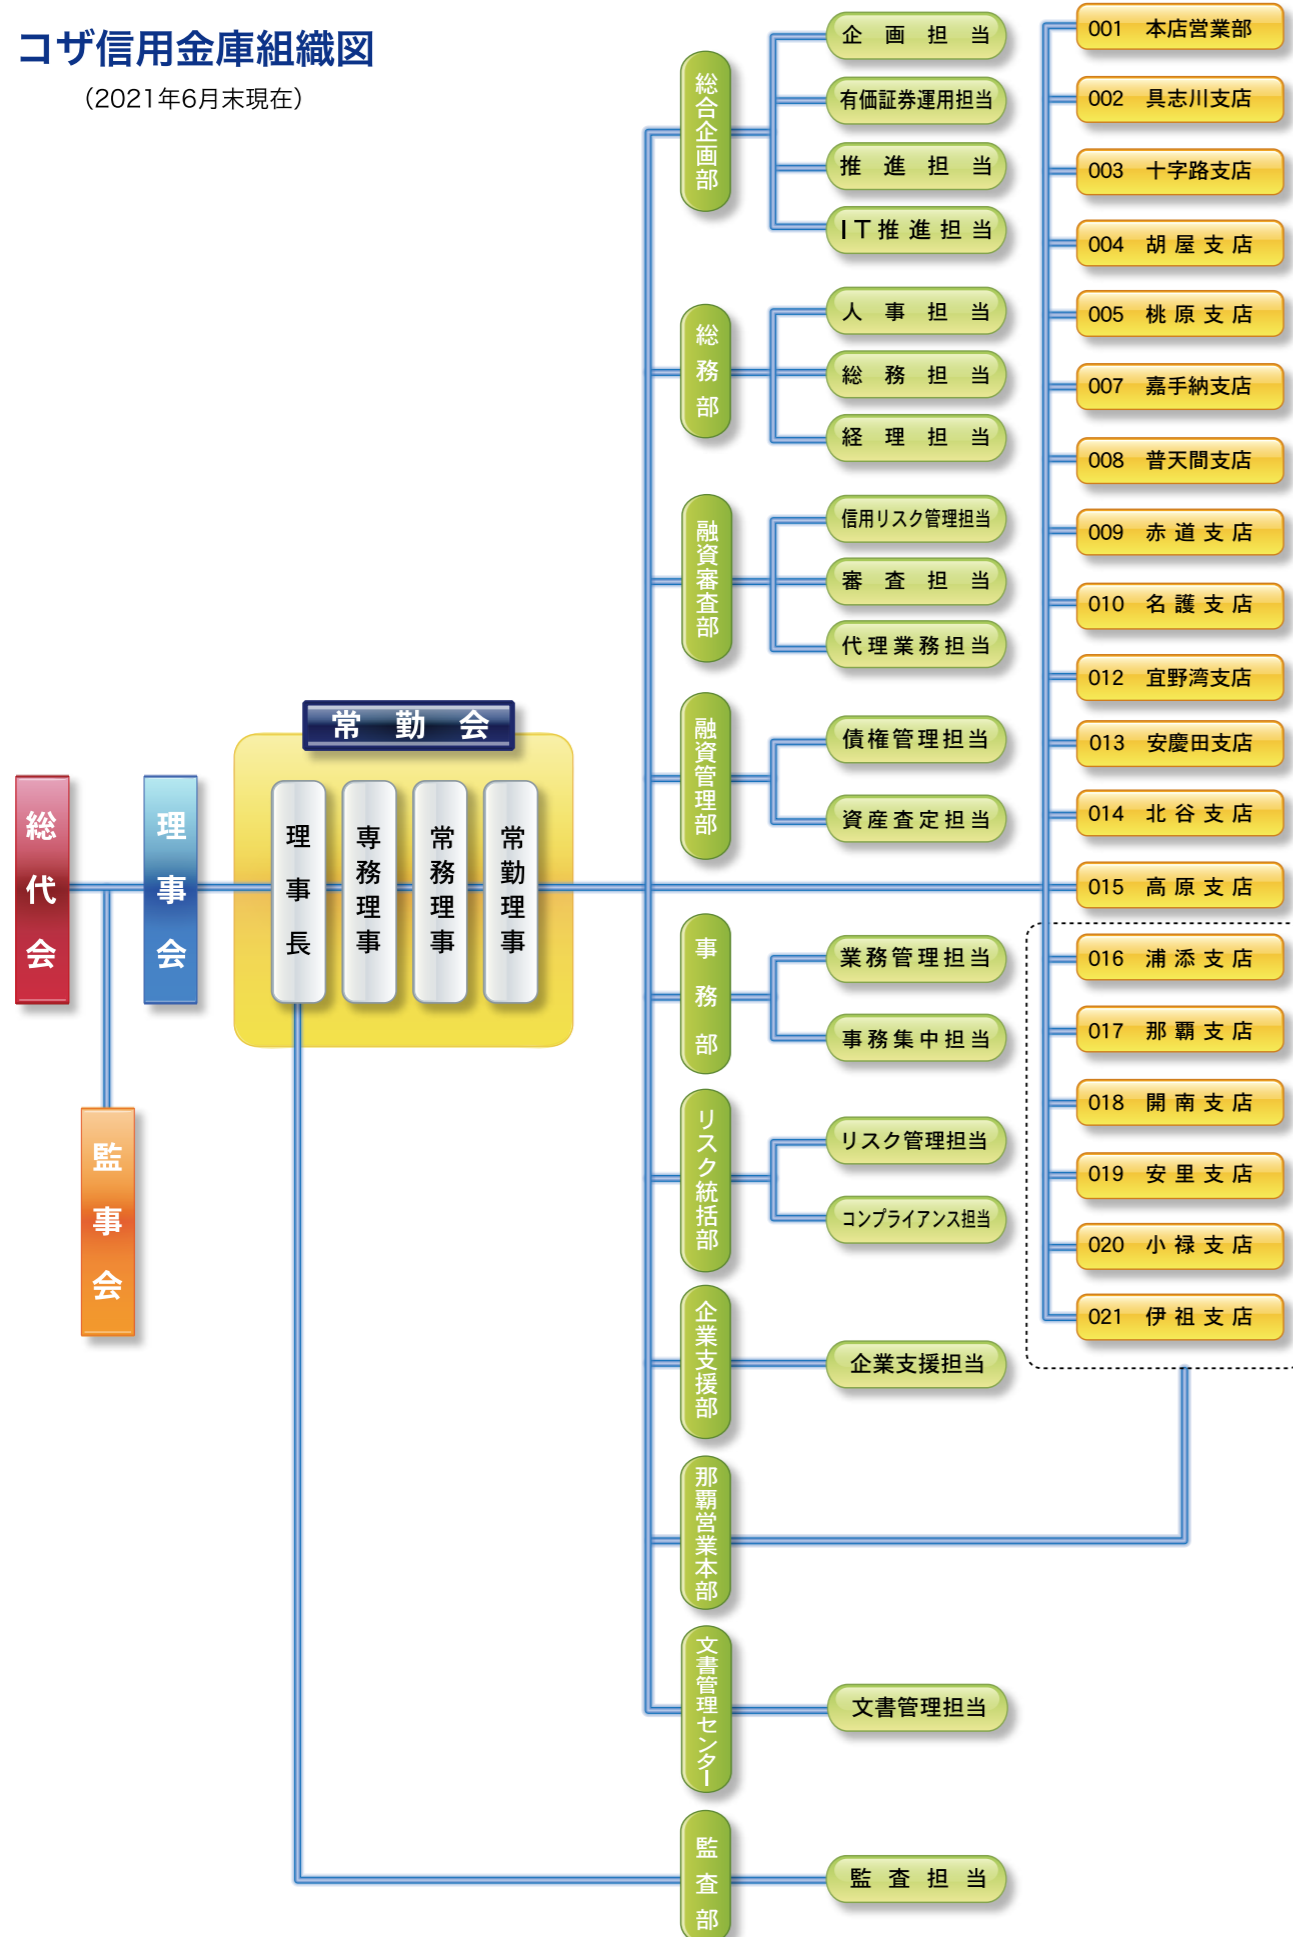 コザ信用金庫組織図
（2021年6月末現在）
総代会
理事会
監事会
常勤会
理事長
専務理事
常務理事
常勤理事
総合企画部
企画担当
有価証券運用担当
推進担当
IT推進担当
総務部
人事担当
総務担当
経理担当
融資審査部
信用リスク管理担当
審査担当
代理業務担当
融資管理部
債権管理担当
資産査定担当
事務部
業務管理担当
事務集中担当
リスク統括部
リスク管理担当
コンプライアンス担当
企業支援部
企業支援担当
那覇営業本部
文書管理センター
文書管理担当
監査部
監査担当
001 本店営業部
002 具志川支店
003 十字路支店
004 胡屋支店
005 桃原支店
007 嘉手納支店
008 普天間支店
009 赤道支店
010 名護支店
012 宜野湾支店
013 安慶田支店
014 北谷支店
015 高原支店
016 浦添支店
017 那覇支店
018 開南支店
019 安里支店
020 小禄支店
021 伊祖支店